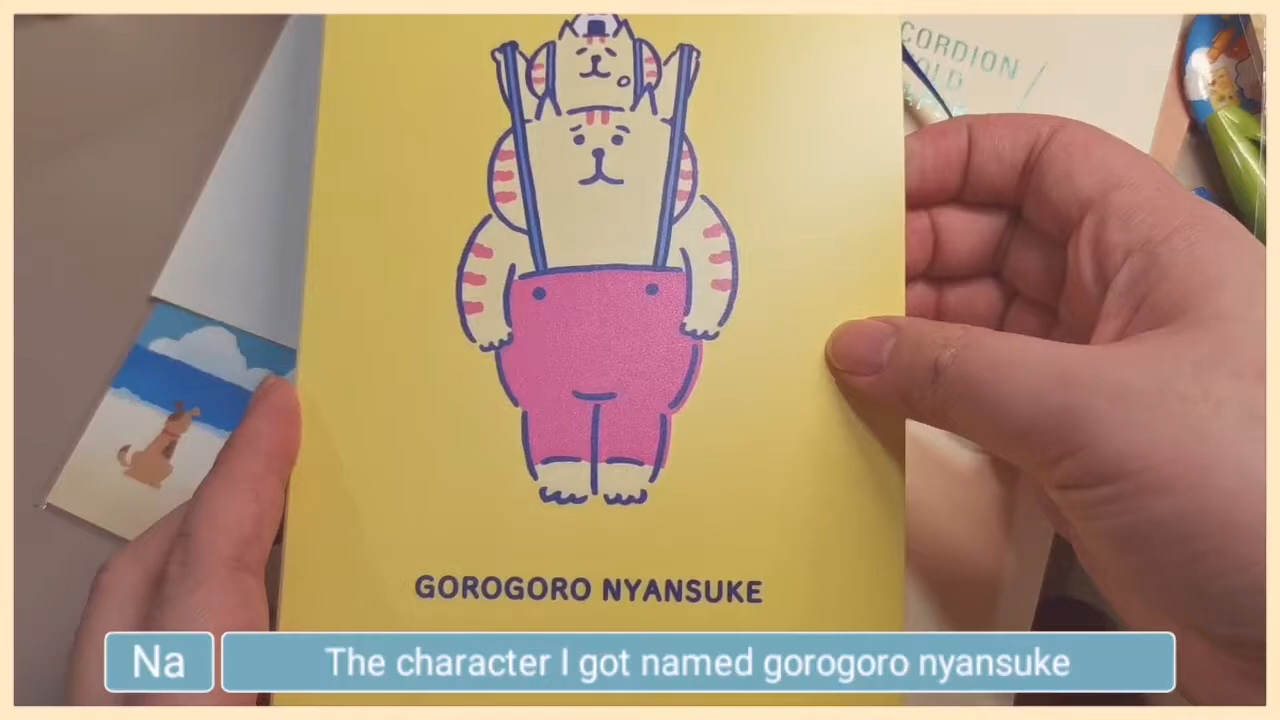 CORDION
OLD
GOROGORO NYANSUKE
Na
The character I got named gorogoro nyansuke